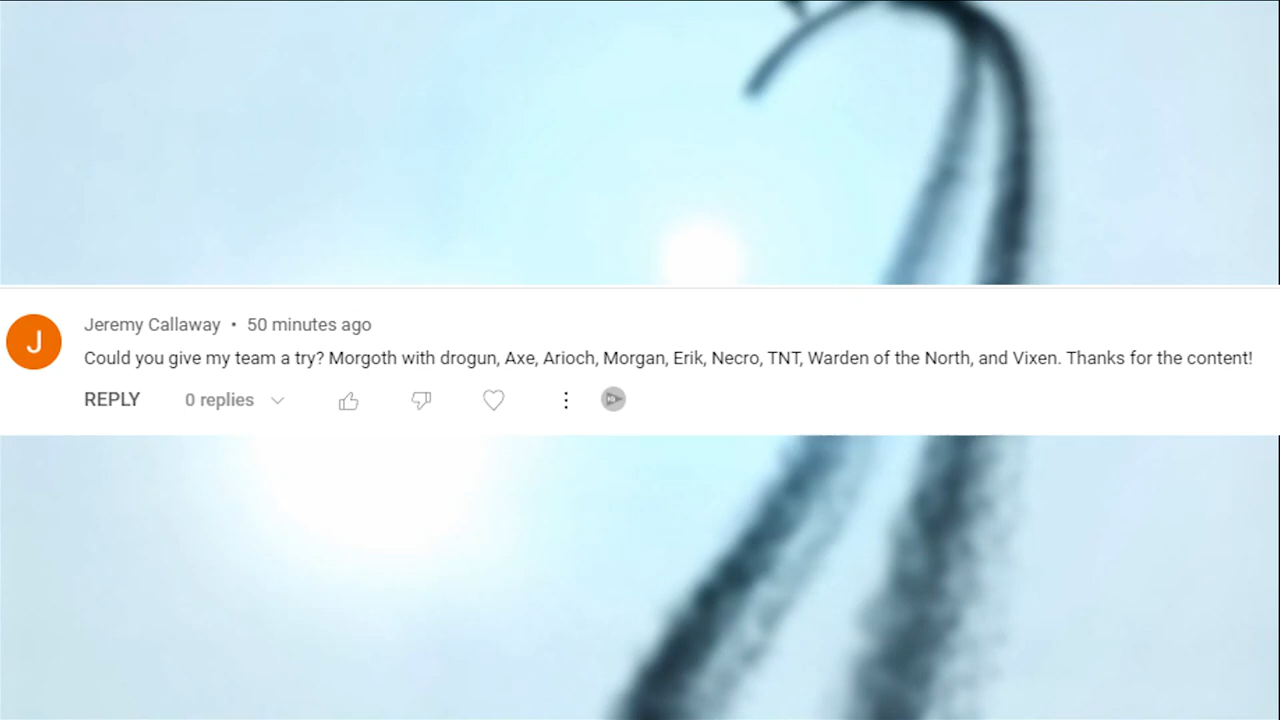 Jeremy Callaway • 50 minutes ago
J
Could you give my team a try? Morgoth with drogun, Axe, Arioch, Morgan, Erik, Necro, TNT, Warden of the North, and Vixen. Thanks for the content!
REPLY 0 replies